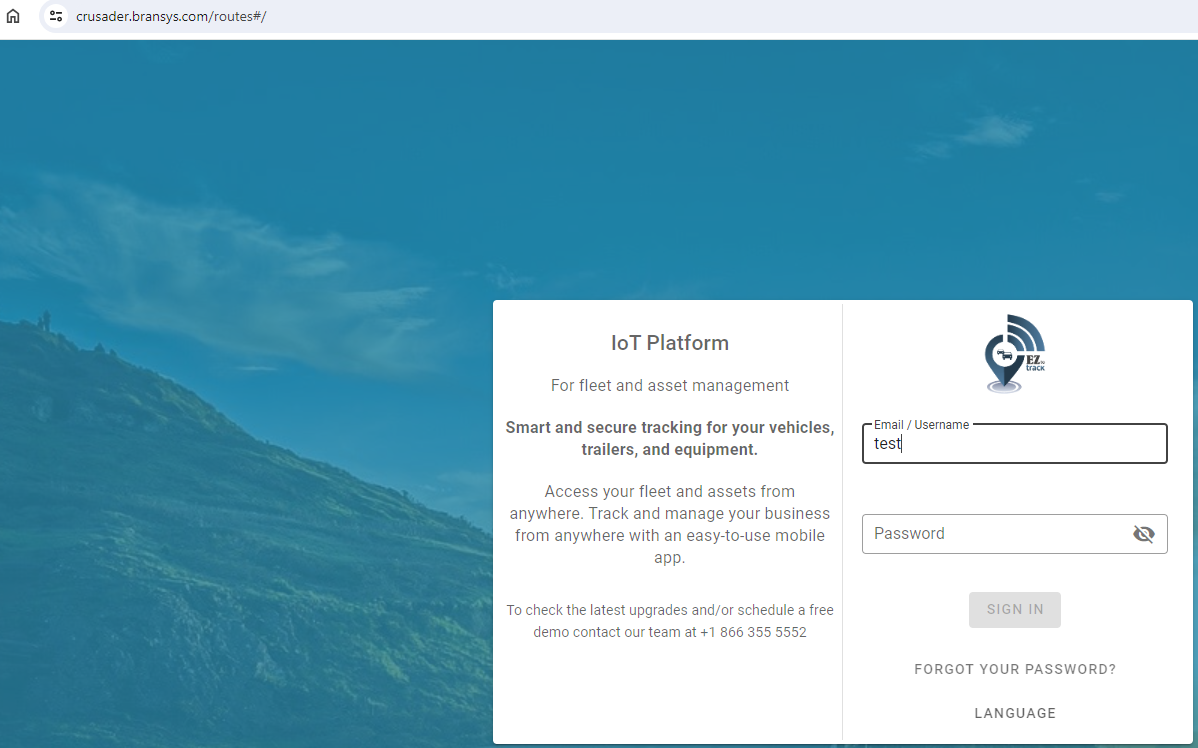 crusader.bransys.com/routes#/
IoT Platform
For fleet and asset management
Smart and secure tracking for your vehicles,
trailers, and equipment.
Access your fleet and assets from
anywhere. Track and manage your business
from anywhere with an easy-to-use mobile
app.
To check the latest upgrades and/or schedule a free
demo contact our team at +1 866 355 5552
EZ
track
Email / Username
test
Password
SIGN IN
FORGOT YOUR PASSWORD?
LANGUAGE